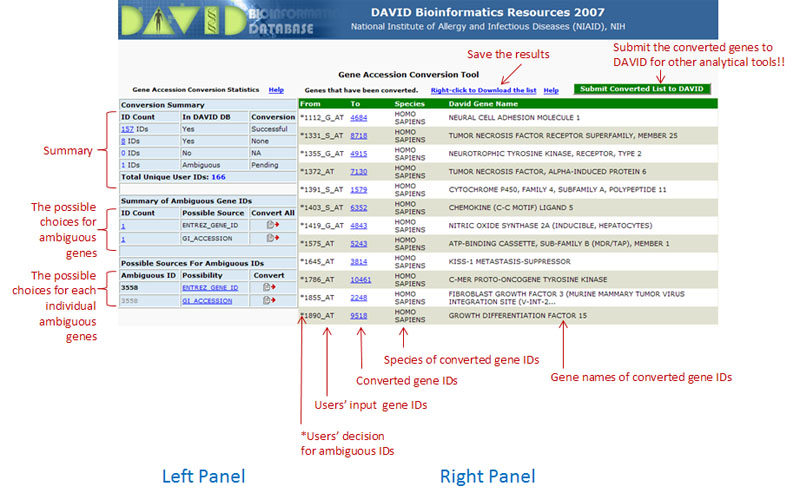 DAVID BIOINFORMATICS DATABASE
DAVID Bioinformatics Resources 2007
National Institute of Allergy and Infectious Diseases (NIAID), NIH
Save the results
Submit the converted genes to
DAVID for other analytical tools!!
Gene Accession Conversion Tool
Gene Accession Conversion Statistics Help
Genes that have been converted. Right-click to Download the list Help Submit Converted List to DAVID
Conversion Summary
ID Count In DAVID DB Conversion
157 IDs Yes Successful
8 IDs Yes None
0 IDs No NA
1 IDs Ambiguous Pending
Total Unique User IDs: 166
Summary
Summary of Ambiguous Gene IDs
ID Count Possible Source Convert All
1 ENTREZ_GENE_ID
1 GI_ACCESSION
The possible
choices for
ambiguous
genes
Possible Sources For Ambiguous IDs
Ambiguous ID Possibility Convert
3558 ENTREZ_GENE_ID
3558 GI_ACCESSION
The possible
choices for each
individual
ambiguous
genes
From To Species David Gene Name
*1112_G_AT 4684 HOMO SAPIENS NEURAL CELL ADHESION MOLECULE 1
*1331_S_AT 8718 HOMO SAPIENS TUMOR NECROSIS FACTOR RECEPTOR SUPERFAMILY, MEMBER 25
*1355_G_AT 4915 HOMO SAPIENS NEUROTROPHIC TYROSINE KINASE, RECEPTOR, TYPE 2
*1372_AT 7130 HOMO SAPIENS TUMOR NECROSIS FACTOR, ALPHA-INDUCED PROTEIN 6
*1391_S_AT 1579 HOMO SAPIENS CYTOCHROME P450, FAMILY 4, SUBFAMILY A, POLYPEPTIDE 11
*1403_S_AT 6352 HOMO SAPIENS CHEMOKINE (C-C MOTIF) LIGAND 5
*1419_G_AT 4843 HOMO SAPIENS NITRIC OXIDE SYNTHASE 2A (INDUCIBLE, HEPATOCYTES)
*1575_AT 5243 HOMO SAPIENS ATP-BINDING CASSETTE, SUB-FAMILY B (MDR/TAP), MEMBER 1
*1645_AT 3814 HOMO SAPIENS KISS-1 METASTASIS-SUPPRESSOR
*1786_AT 10461 HOMO SAPIENS C-MER PROTO-ONCOGENE TYROSINE KINASE
*1855_AT 2248 HOMO SAPIENS FIBROBLAST GROWTH FACTOR 3 (MURINE MAMMARY TUMOR VIRUS
INTEGRATION SITE (V-INT-2...
*1890_AT 9518 HOMO SAPIENS GROWTH DIFFERENTIATION FACTOR 15
Species of converted gene IDs
Converted gene IDs
Gene names of converted gene IDs
Users' input gene IDs
*Users' decision
for ambiguous IDs
Left Panel
Right Panel